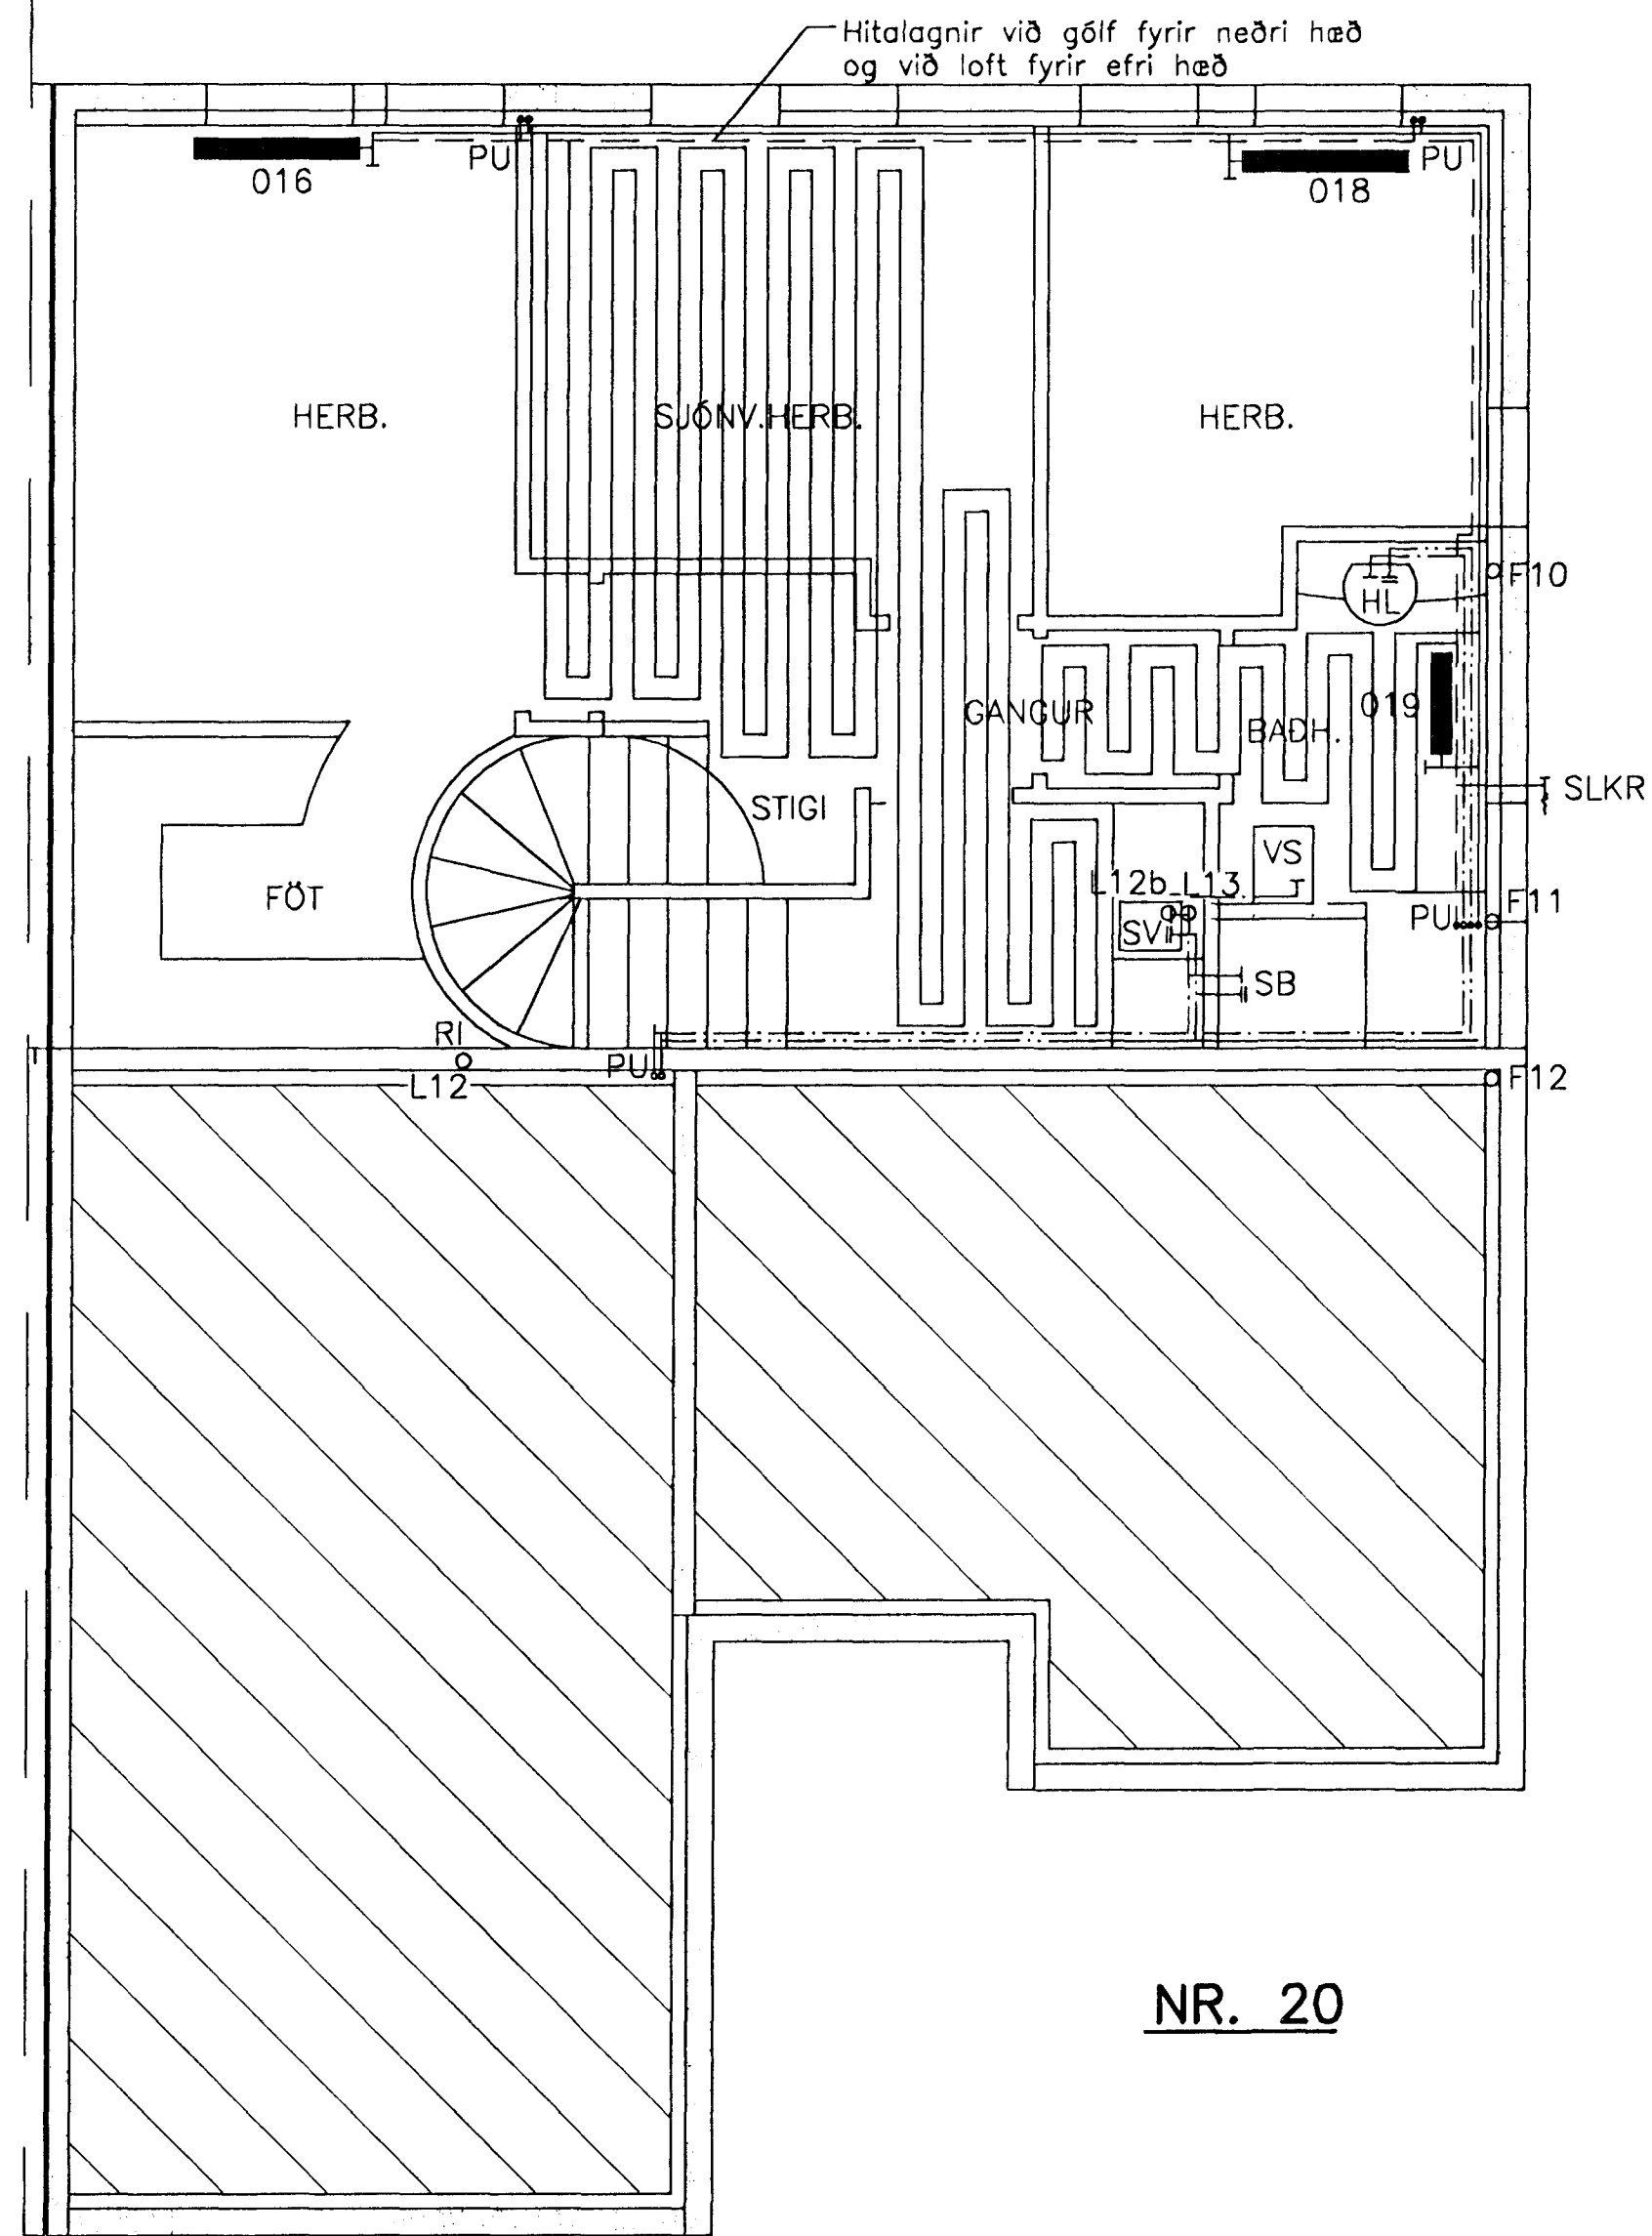 Hitalagnir við gólf fyrir neðri hæð
og við loft fyrir efri hæð
016
PU
018
PU
HERB.
SJÓNV.HERB.
HERB.
HL
F10
GANGUR
BAÐH.
019
STIGI
SLKR
FÖT
VS
L12b
L13
SV
PU
F11
SB
RI
L12
PU
F12
NR. 20